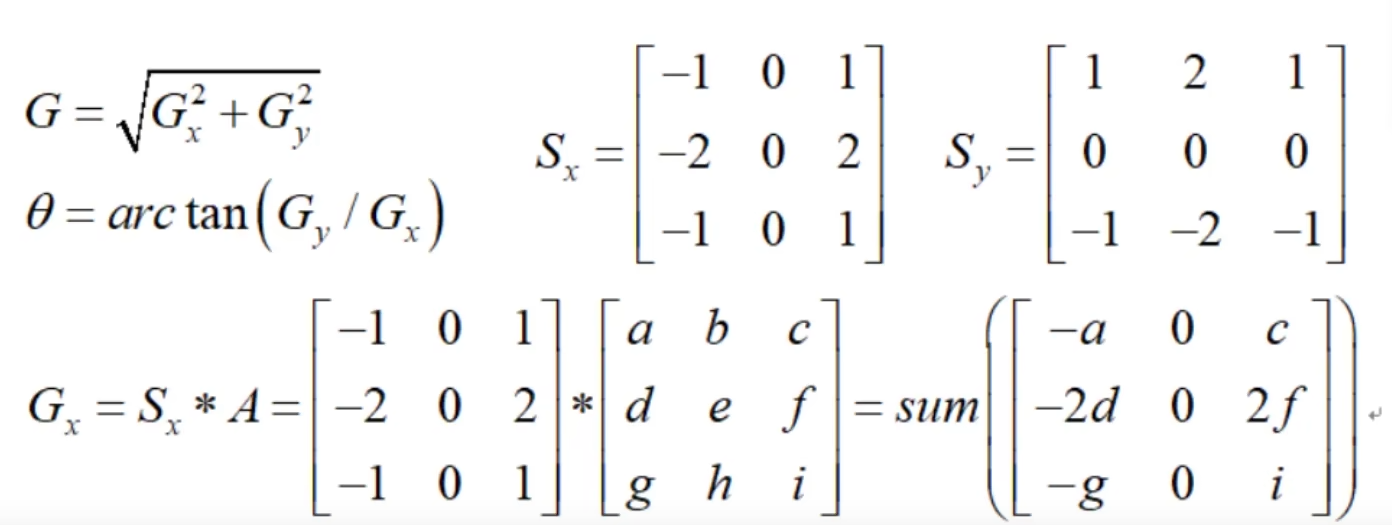 G = √(G_x^2 + G_y^2)
θ = arc tan(G_y / G_x)
S_x = [−1 0 1; −2 0 2; −1 0 1]
S_y = [1 2 1; 0 0 0; −1 −2 −1]
G_x = S_x * A = [−1 0 1; −2 0 2; −1 0 1] * [a b c; d e f; g h i] = sum([−a 0 c; −2d 0 2f; −g 0 i]) ↵